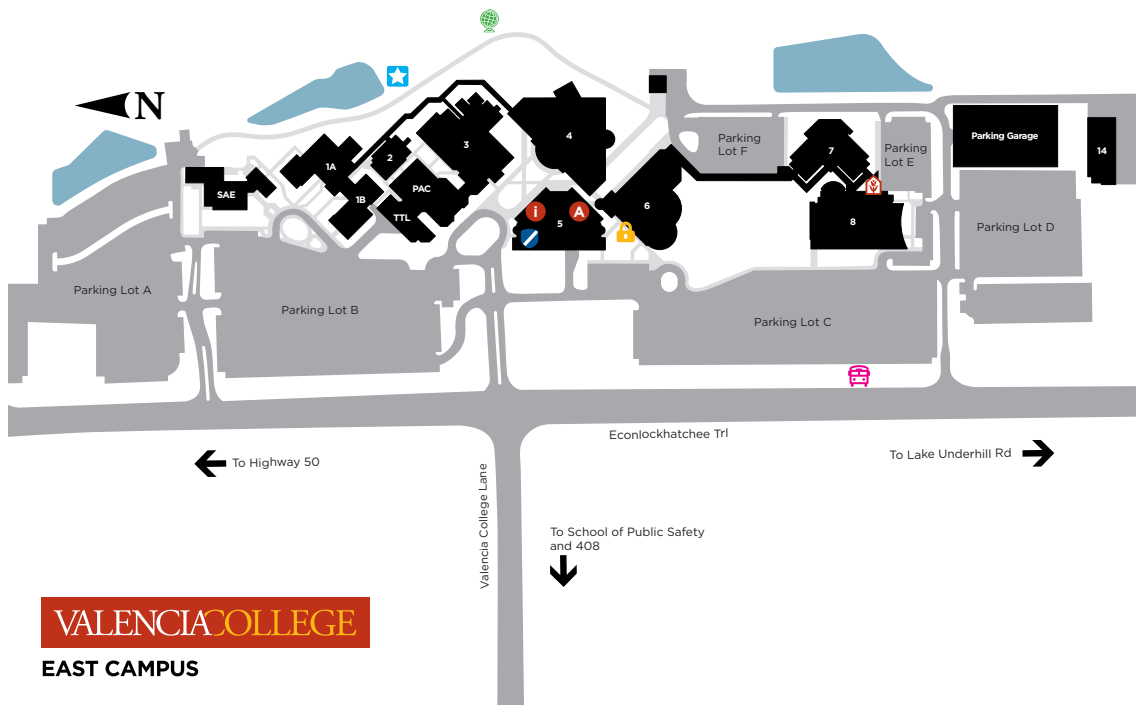 N
Parking
Lot F
Parking
Lot E
Parking Garage
14
1A
2
3
4
7
SAE
1B
PAC
TTL
i
A
5
6
8
Parking Lot D
Parking Lot A
Parking Lot B
Parking Lot C
Econlockhatchee Trl
To Highway 50
To Lake Underhill Rd
Valencia College Lane
To School of Public Safety
and 408
VALENCIACOLLEGE
EAST CAMPUS